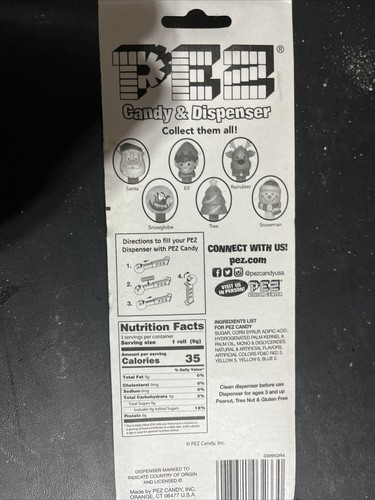 PEZ®
Candy & Dispenser
Collect them all!
Santa
Elf
Reindeer
Snowglobe
Tree
Snowman
Directions to fill your PEZ
Dispenser with PEZ Candy
1.
2.
3.
4.
CONNECT WITH US!
pez.com
@pezcandyusa
VISIT US
IN PERSON!
PEZ
Nutrition Facts
3 servings per container
Serving size 1 roll (9g)
Amount per serving
Calories 35
% Daily Value*
Total Fat 0g 0%
Cholesterol 0mg 0%
Sodium 0mg 0%
Total Carbohydrate 9g
Total Sugars 9g
Includes 9g Added Sugars 18%
Protein 0g
INGREDIENTS LIST
FOR PEZ CANDY
SUGAR, CORN SYRUP, ADIPIC ACID,
HYDROGENATED PALM KERNEL &
PALM OIL, MONO & DIGLYCERIDES,
NATURAL & ARTIFICIAL FLAVORS,
ARTIFICIAL COLORS FD&C RED 3,
YELLOW 5, YELLOW 6, BLUE 2.
Clean dispenser before use
Dispenser for ages 3 and up
Peanut, Tree Nut & Gluten Free
© PEZ Candy, Inc.
DISPENSER MARKED TO
INDICATE COUNTRY OF ORIGIN
AND LICENSED ©
Made by PEZ CANDY, INC.
ORANGE, CT 06477 U.S.A.